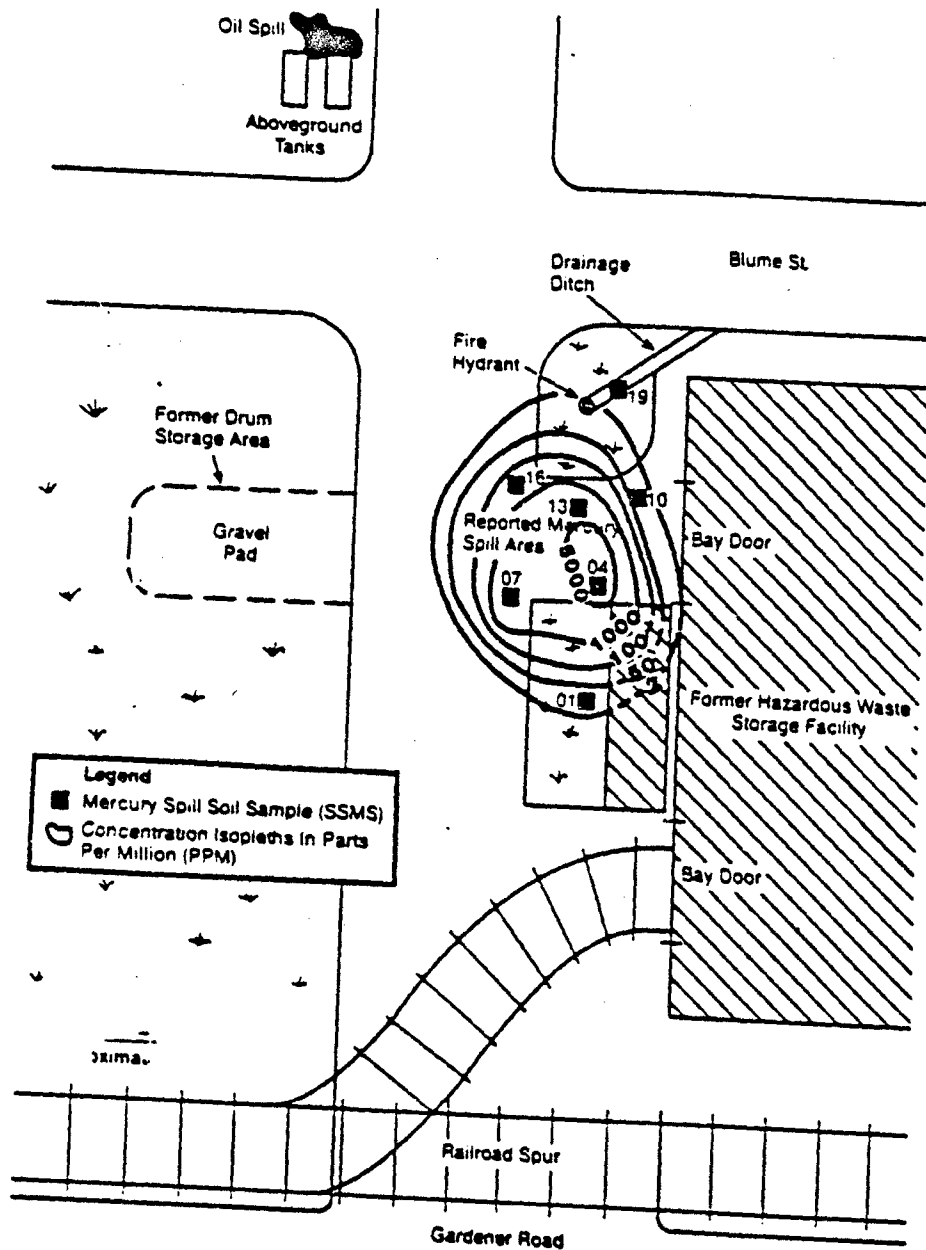 Oil Spill
Aboveground
Tanks
Blume St.
Drainage
Ditch
Fire
Hydrant
19
Former Drum
Storage Area
16
13
10
Reported Mercury
Spill Area
Gravel
Pad
Bay Door
5000
04
07
1000
100
50
01
Former Hazardous Waste
Storage Facility
Legend
Mercury Spill Soil Sample (SSMS)
Concentration Isopleths In Parts
Per Million (PPM)
Bay Door
Railroad Spur
Gardener Road